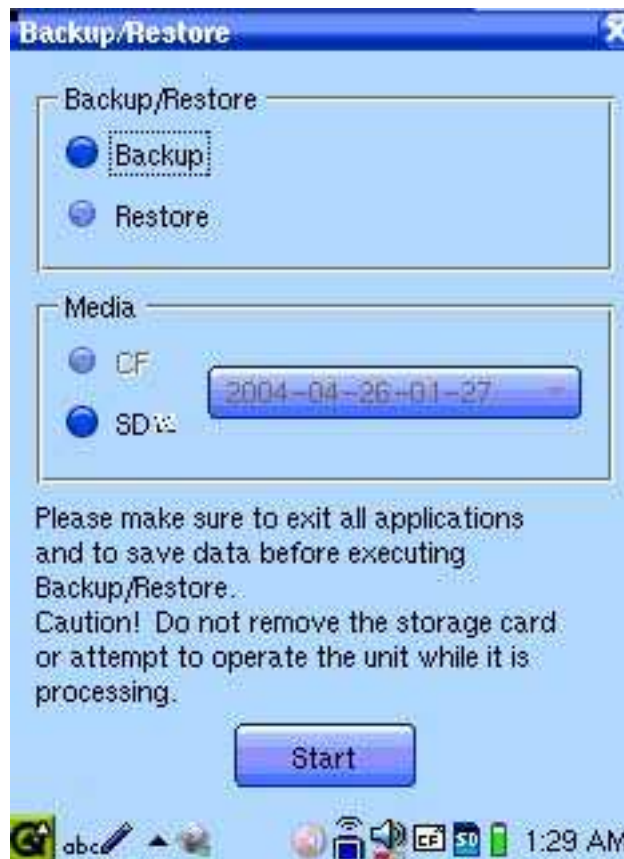 Backup/Restore
Backup/Restore
Backup
Restore
Media
CF
2004-04-26-01-27
SD
Please make sure to exit all applications
and to save data before executing
Backup/Restore.
Caution! Do not remove the storage card
or attempt to operate the unit while it is
processing.
Start
abc
CF
SD
1:29 AM